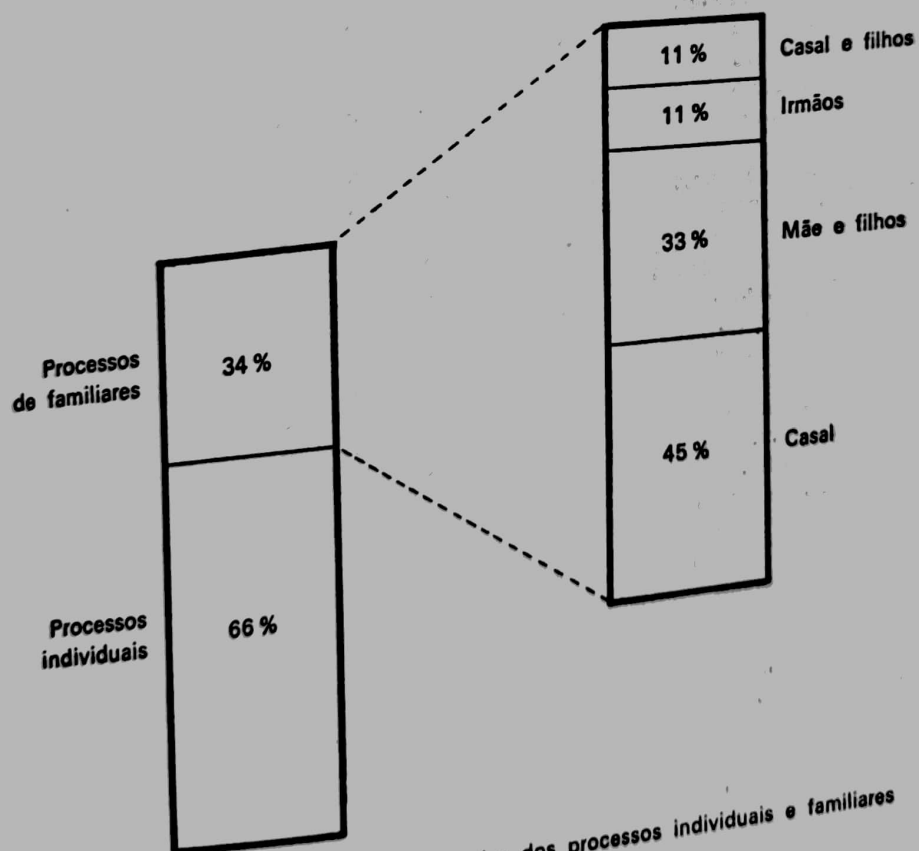 11 % Casal e filhos
11 % Irmãos
33 % Mãe e filhos
Processos
de familiares
34 %
45 % Casal
Processos
individuais
66 %
dos processos individuais e familiares